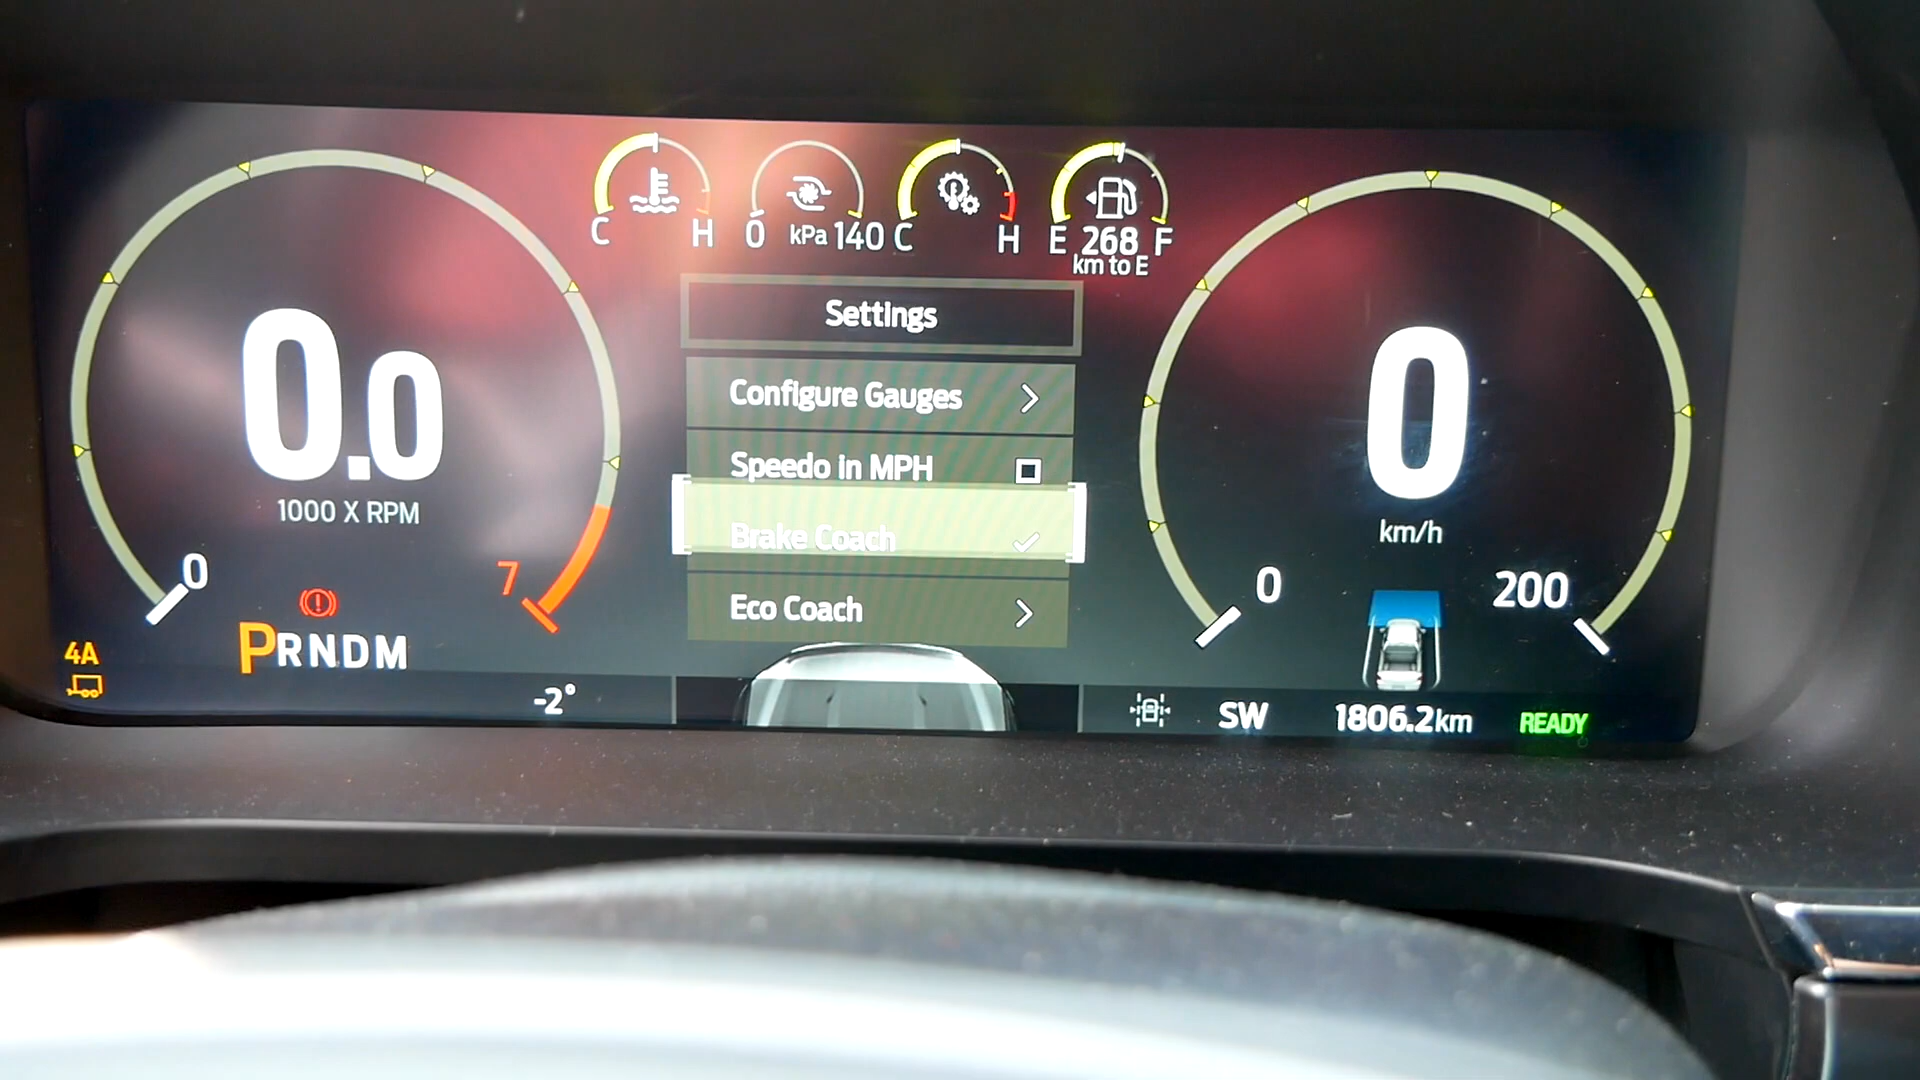 C H
0 kPa 140
C H
E 268 F
km to E
Settings
Configure Gauges
Speedo in MPH
Brake Coach
Eco Coach
0.0
1000 X RPM
0 7
PRNDM
4A
-2°
0
km/h
0 200
SW
1806.2km
READY